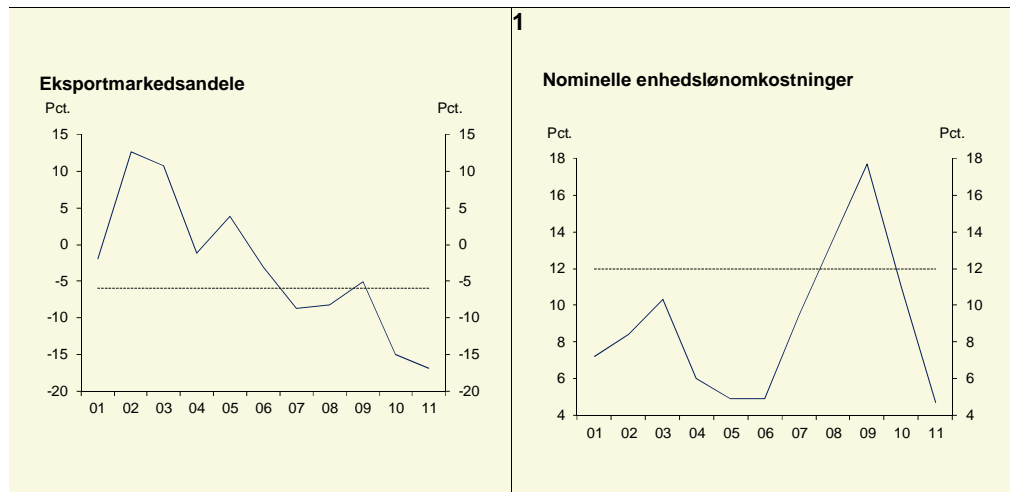 1
Eksportmarkedsandele
Pct. Pct.
15 15
10 10
5 5
0 0
-5 -5
-10 -10
-15 -15
-20 -20
01 02 03 04 05 06 07 08 09 10 11
Nominelle enhedslønomkostninger
Pct. Pct.
18 18
16 16
14 14
12 12
10 10
8 8
6 6
4 4
01 02 03 04 05 06 07 08 09 10 11